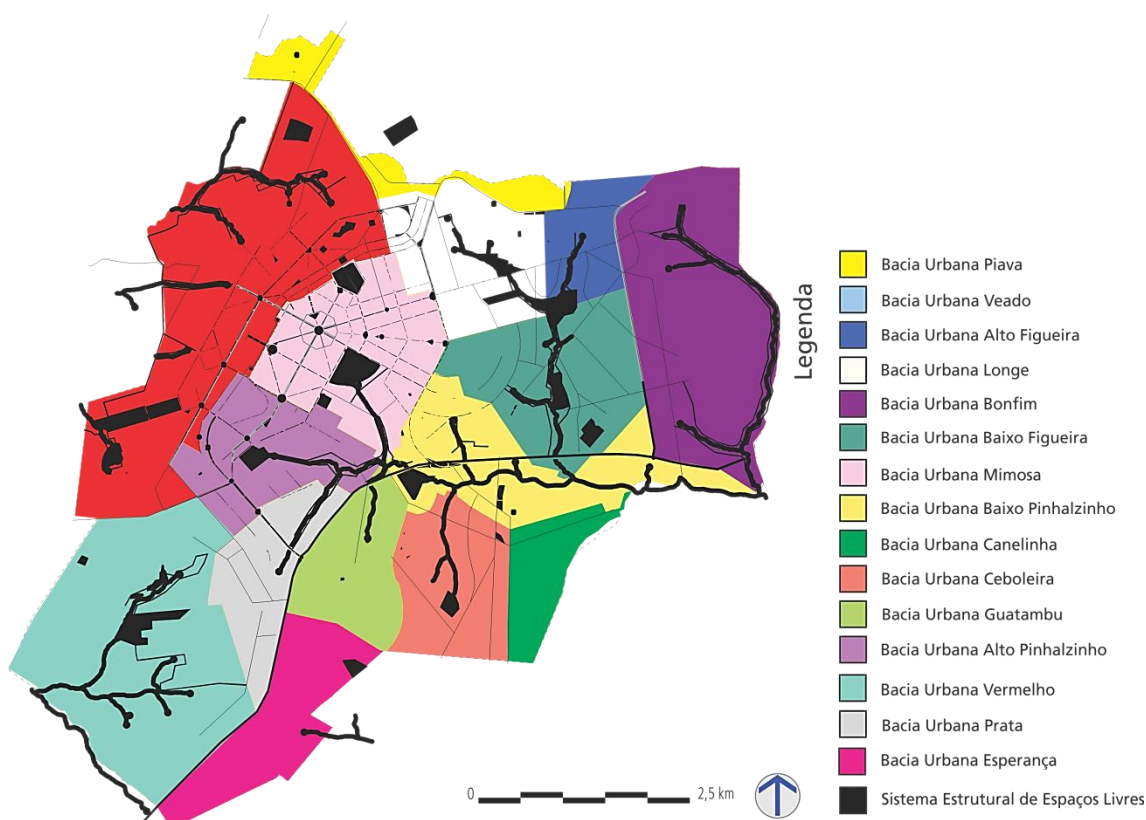 Legenda
Bacia Urbana Piava
Bacia Urbana Veado
Bacia Urbana Alto Figueira
Bacia Urbana Longe
Bacia Urbana Bonfim
Bacia Urbana Baixo Figueira
Bacia Urbana Mimosa
Bacia Urbana Baixo Pinhalzinho
Bacia Urbana Canelinha
Bacia Urbana Ceboleira
Bacia Urbana Guatambu
Bacia Urbana Alto Pinhalzinho
Bacia Urbana Vermelho
Bacia Urbana Prata
Bacia Urbana Esperança
Sistema Estrutural de Espaços Livres
0 2,5 km